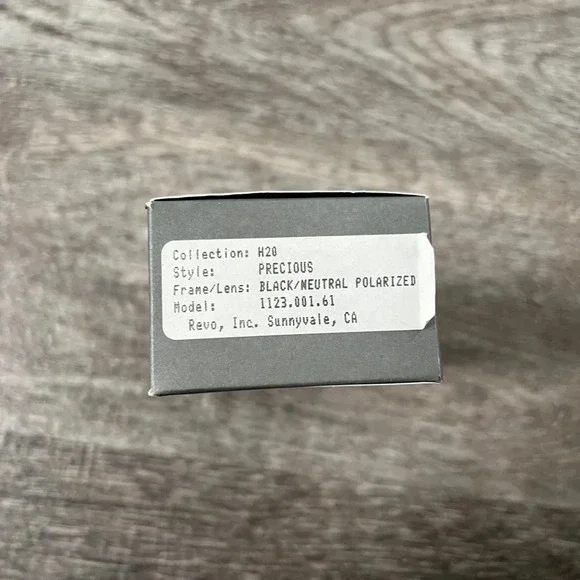 Collection: H20
Style: PRECIOUS
Frame/Lens: BLACK/NEUTRAL POLARIZED
Model: 1123.001.61
Revo, Inc. Sunnyvale, CA